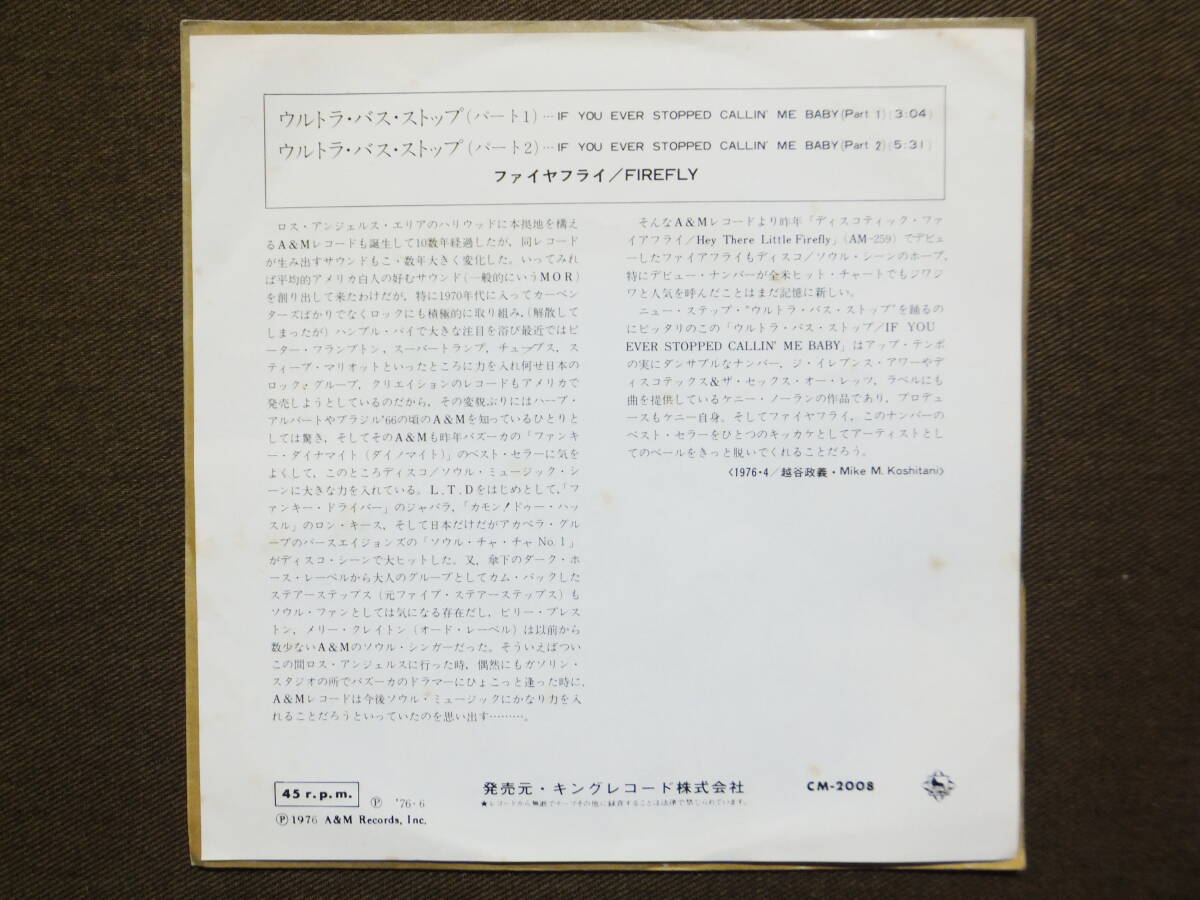 ウルトラ・バス・ストップ(パート1)…IF YOU EVER STOPPED CALLIN' ME BABY(Part 1)(3:04)
ウルトラ・バス・ストップ(パート2)…IF YOU EVER STOPPED CALLIN' ME BABY(Part 2)(5:31)
ファイヤフライ/FIREFLY
ロス・アンジェルス・エリアのハリウッドに本拠地を構え
るA&Mレコードも誕生して10数年経過したが,同レコード
が生み出すサウンドもこゝ数年大きく変化した。いってみれ
ば平均的アメリカ白人の好むサウンド(一般的にいうMOR)
を創り出して来たわけだが,特に1970年代に入ってカーペン
ターズばかりでなくロックにも積極的に取り組み,(解散して
しまったが)ハンブル・パイで大きな注目を浴び最近ではピ
ーター・フランプトン,スーパートランプ,チューブス,ス
ティーブ・マリオットといったところに力を入れ何せ日本の
ロック・グループ,クリエイションのレコードもアメリカで
発売しようとしているのだから,その変貌ぶりにはハーブ・
アルパートやブラジル'66の頃のA&Mを知っているひとりと
しては驚き,そしてそのA&Mも昨年バズーカの「ファンキ
ー・ダイナマイト(ダイノマイト)」のベスト・セラーに気を
よくして,このところディスコ/ソウル・ミュージック・シ
ーンに大きな力を入れている。L.T.Dをはじめとして,「フ
ァンキー・ドライバー」のジャバラ,「カモン!ドゥー・ハッ
スル」のロン・キース,そして日本だけだがアカペラ・グル
ープのパースエイジョンズの「ソウル・チャ・チャNo.1」
がディスコ・シーンで大ヒットした。又,傘下のダーク・ホ
ース・レーベルから大人のグループとしてカム・バックした
ステアーステップス(元ファイブ・ステアーステップス)も
ソウル・ファンとしては気になる存在だし,ビリー・プレス
トン,メリー・クレイトン(オード・レーベル)は以前から
数少ないA&Mのソウル・シンガーだった。そういえばつい
この間ロス・アンジェルスに行った時,偶然にもガソリン・
スタジオの所でバズーカのドラマーにひょこっと逢った時に,
A&Mレコードは今後ソウル・ミュージックにかなり力を入
れることだろうといっていたのを思い出す………。
そんなA&Mレコードより昨年「ディスコティック・ファ
イアフライ/Hey There Little Firefly」(AM-259)でデビュ
ーしたファイアフライもディスコ/ソウル・シーンのホープ,
特にデビュー・ナンバーが全米ヒット・チャートでもジワジ
ワと人気を呼んだことはまだ記憶に新しい。
ニュー・ステップ・"ウルトラ・バス・ストップ"を踊るの
にピッタリのこの「ウルトラ・バス・ストップ/IF YOU
EVER STOPPED CALLIN' ME BABY」はアップ・テンポ
の実にダンサブルなナンバー,ジ・イレブンス・アワーやデ
ィスコテックス&ザ・セックス・オー・レッツ,ラベルにも
曲を提供しているケニー・ノーランの作品であり,プロデュ
ースもケニー自身。そしてファイヤフライ,このナンバーの
ベスト・セラーをひとつのキッカケとしてアーティストとし
てのベールをきっと脱いでくれることだろう。
〈1976・4/越谷政義・Mike M. Koshitani〉
45 r.p.m.
Ⓟ '76・6
Ⓟ1976 A&M Records, Inc.
発売元・キングレコード株式会社
★レコードから無断でテープその他に録音することは法律で禁じられています。
CM-2008